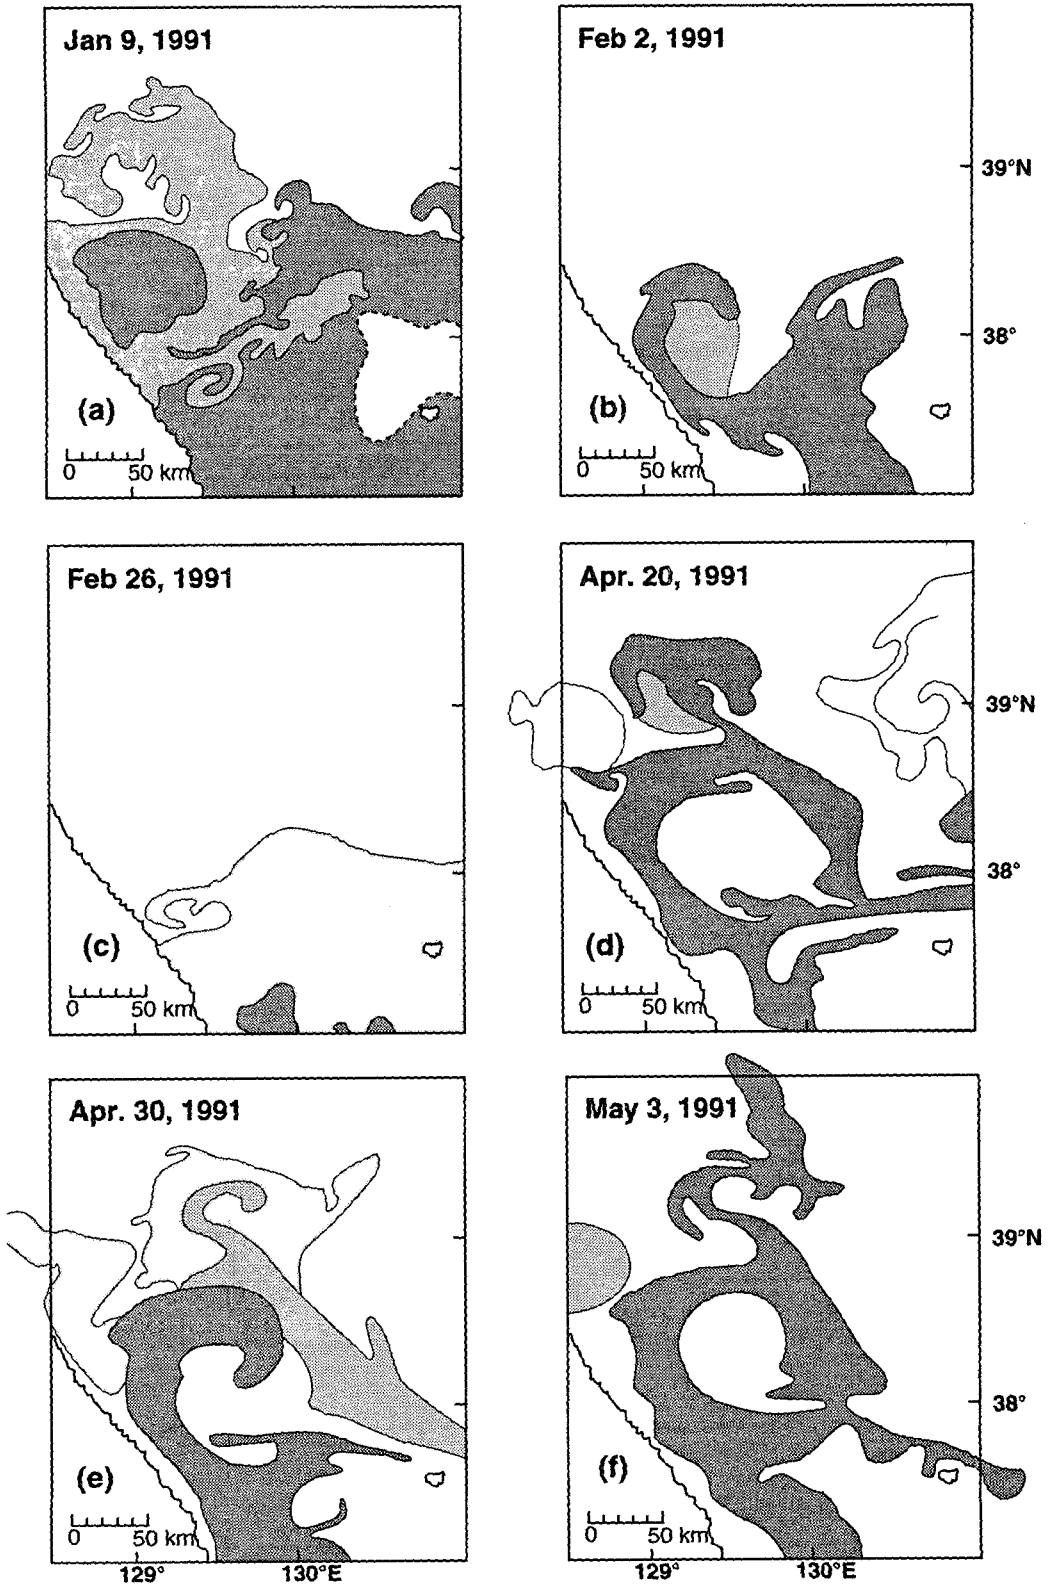 Jan 9, 1991
Feb 2, 1991
39°N
38°
(a)
(b)
0 50 km
0 50 km
Feb 26, 1991
Apr. 20, 1991
39°N
38°
(c)
(d)
0 50 km
0 50 km
Apr. 30, 1991
May 3, 1991
39°N
38°
(e)
(f)
0 50 km
0 50 km
129° 130°E
129° 130°E